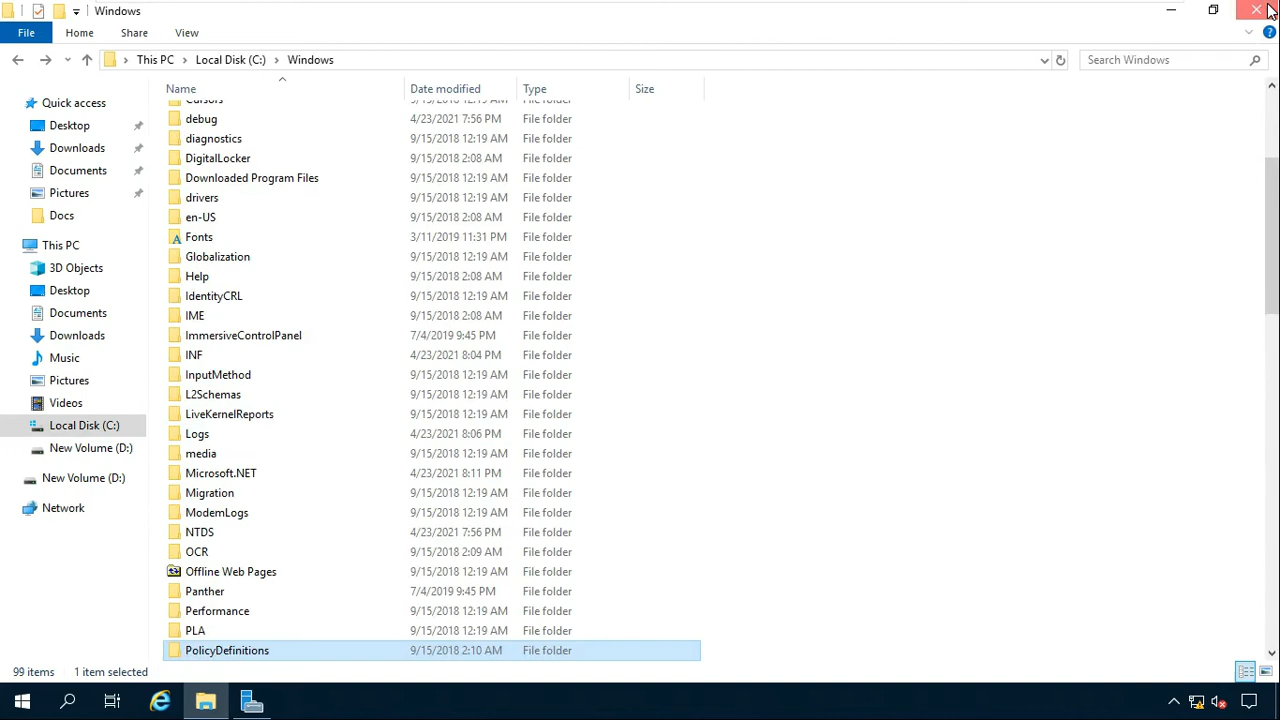 Windows
File Home Share View
This PC Local Disk (C:) Windows
Search Windows
Name Date modified Type Size
Quick access
Desktop
Downloads
Documents
Pictures
Docs
This PC
3D Objects
Desktop
Documents
Downloads
Music
Pictures
Videos
Local Disk (C:)
New Volume (D:)
New Volume (D:)
Network
Cursors 9/15/2018 12:19 AM File folder
debug 4/23/2021 7:56 PM File folder
diagnostics 9/15/2018 12:19 AM File folder
DigitalLocker 9/15/2018 2:08 AM File folder
Downloaded Program Files 9/15/2018 12:19 AM File folder
drivers 9/15/2018 12:19 AM File folder
en-US 9/15/2018 2:08 AM File folder
Fonts 3/11/2019 11:31 PM File folder
Globalization 9/15/2018 12:19 AM File folder
Help 9/15/2018 2:08 AM File folder
IdentityCRL 9/15/2018 12:19 AM File folder
IME 9/15/2018 2:08 AM File folder
ImmersiveControlPanel 7/4/2019 9:45 PM File folder
INF 4/23/2021 8:04 PM File folder
InputMethod 9/15/2018 12:19 AM File folder
L2Schemas 9/15/2018 12:19 AM File folder
LiveKernelReports 9/15/2018 12:19 AM File folder
Logs 4/23/2021 8:06 PM File folder
media 9/15/2018 12:19 AM File folder
Microsoft.NET 4/23/2021 8:11 PM File folder
Migration 9/15/2018 12:19 AM File folder
ModemLogs 9/15/2018 12:19 AM File folder
NTDS 4/23/2021 7:56 PM File folder
OCR 9/15/2018 2:09 AM File folder
Offline Web Pages 9/15/2018 12:19 AM File folder
Panther 7/4/2019 9:45 PM File folder
Performance 9/15/2018 12:19 AM File folder
PLA 9/15/2018 12:19 AM File folder
PolicyDefinitions 9/15/2018 2:10 AM File folder
99 items 1 item selected